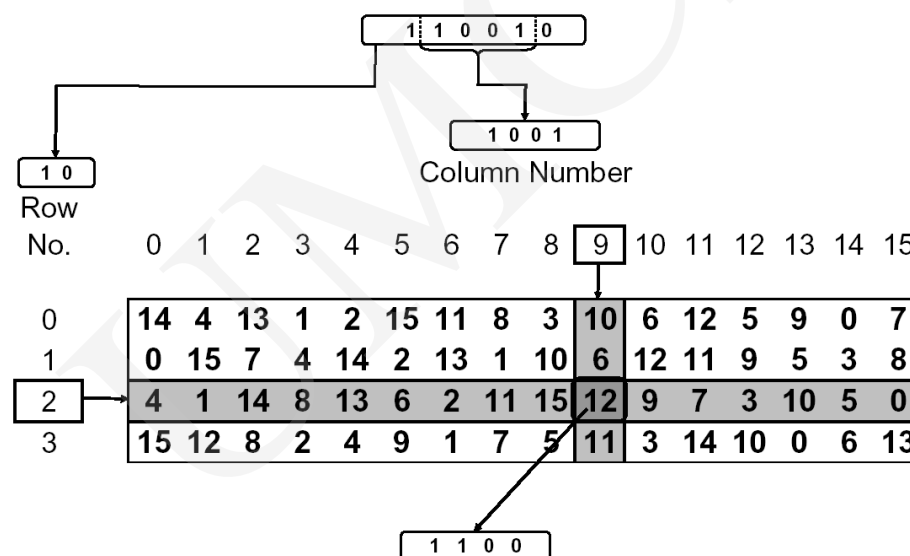 1 1 0 0 1 0
1 0 0 1
Column Number
1 0
Row
No. 0 1 2 3 4 5 6 7 8 9 10 11 12 13 14 15
0 14 4 13 1 2 15 11 8 3 10 6 12 5 9 0 7
1 0 15 7 4 14 2 13 1 10 6 12 11 9 5 3 8
2 4 1 14 8 13 6 2 11 15 12 9 7 3 10 5 0
3 15 12 8 2 4 9 1 7 5 11 3 14 10 0 6 13
1 1 0 0
UMC